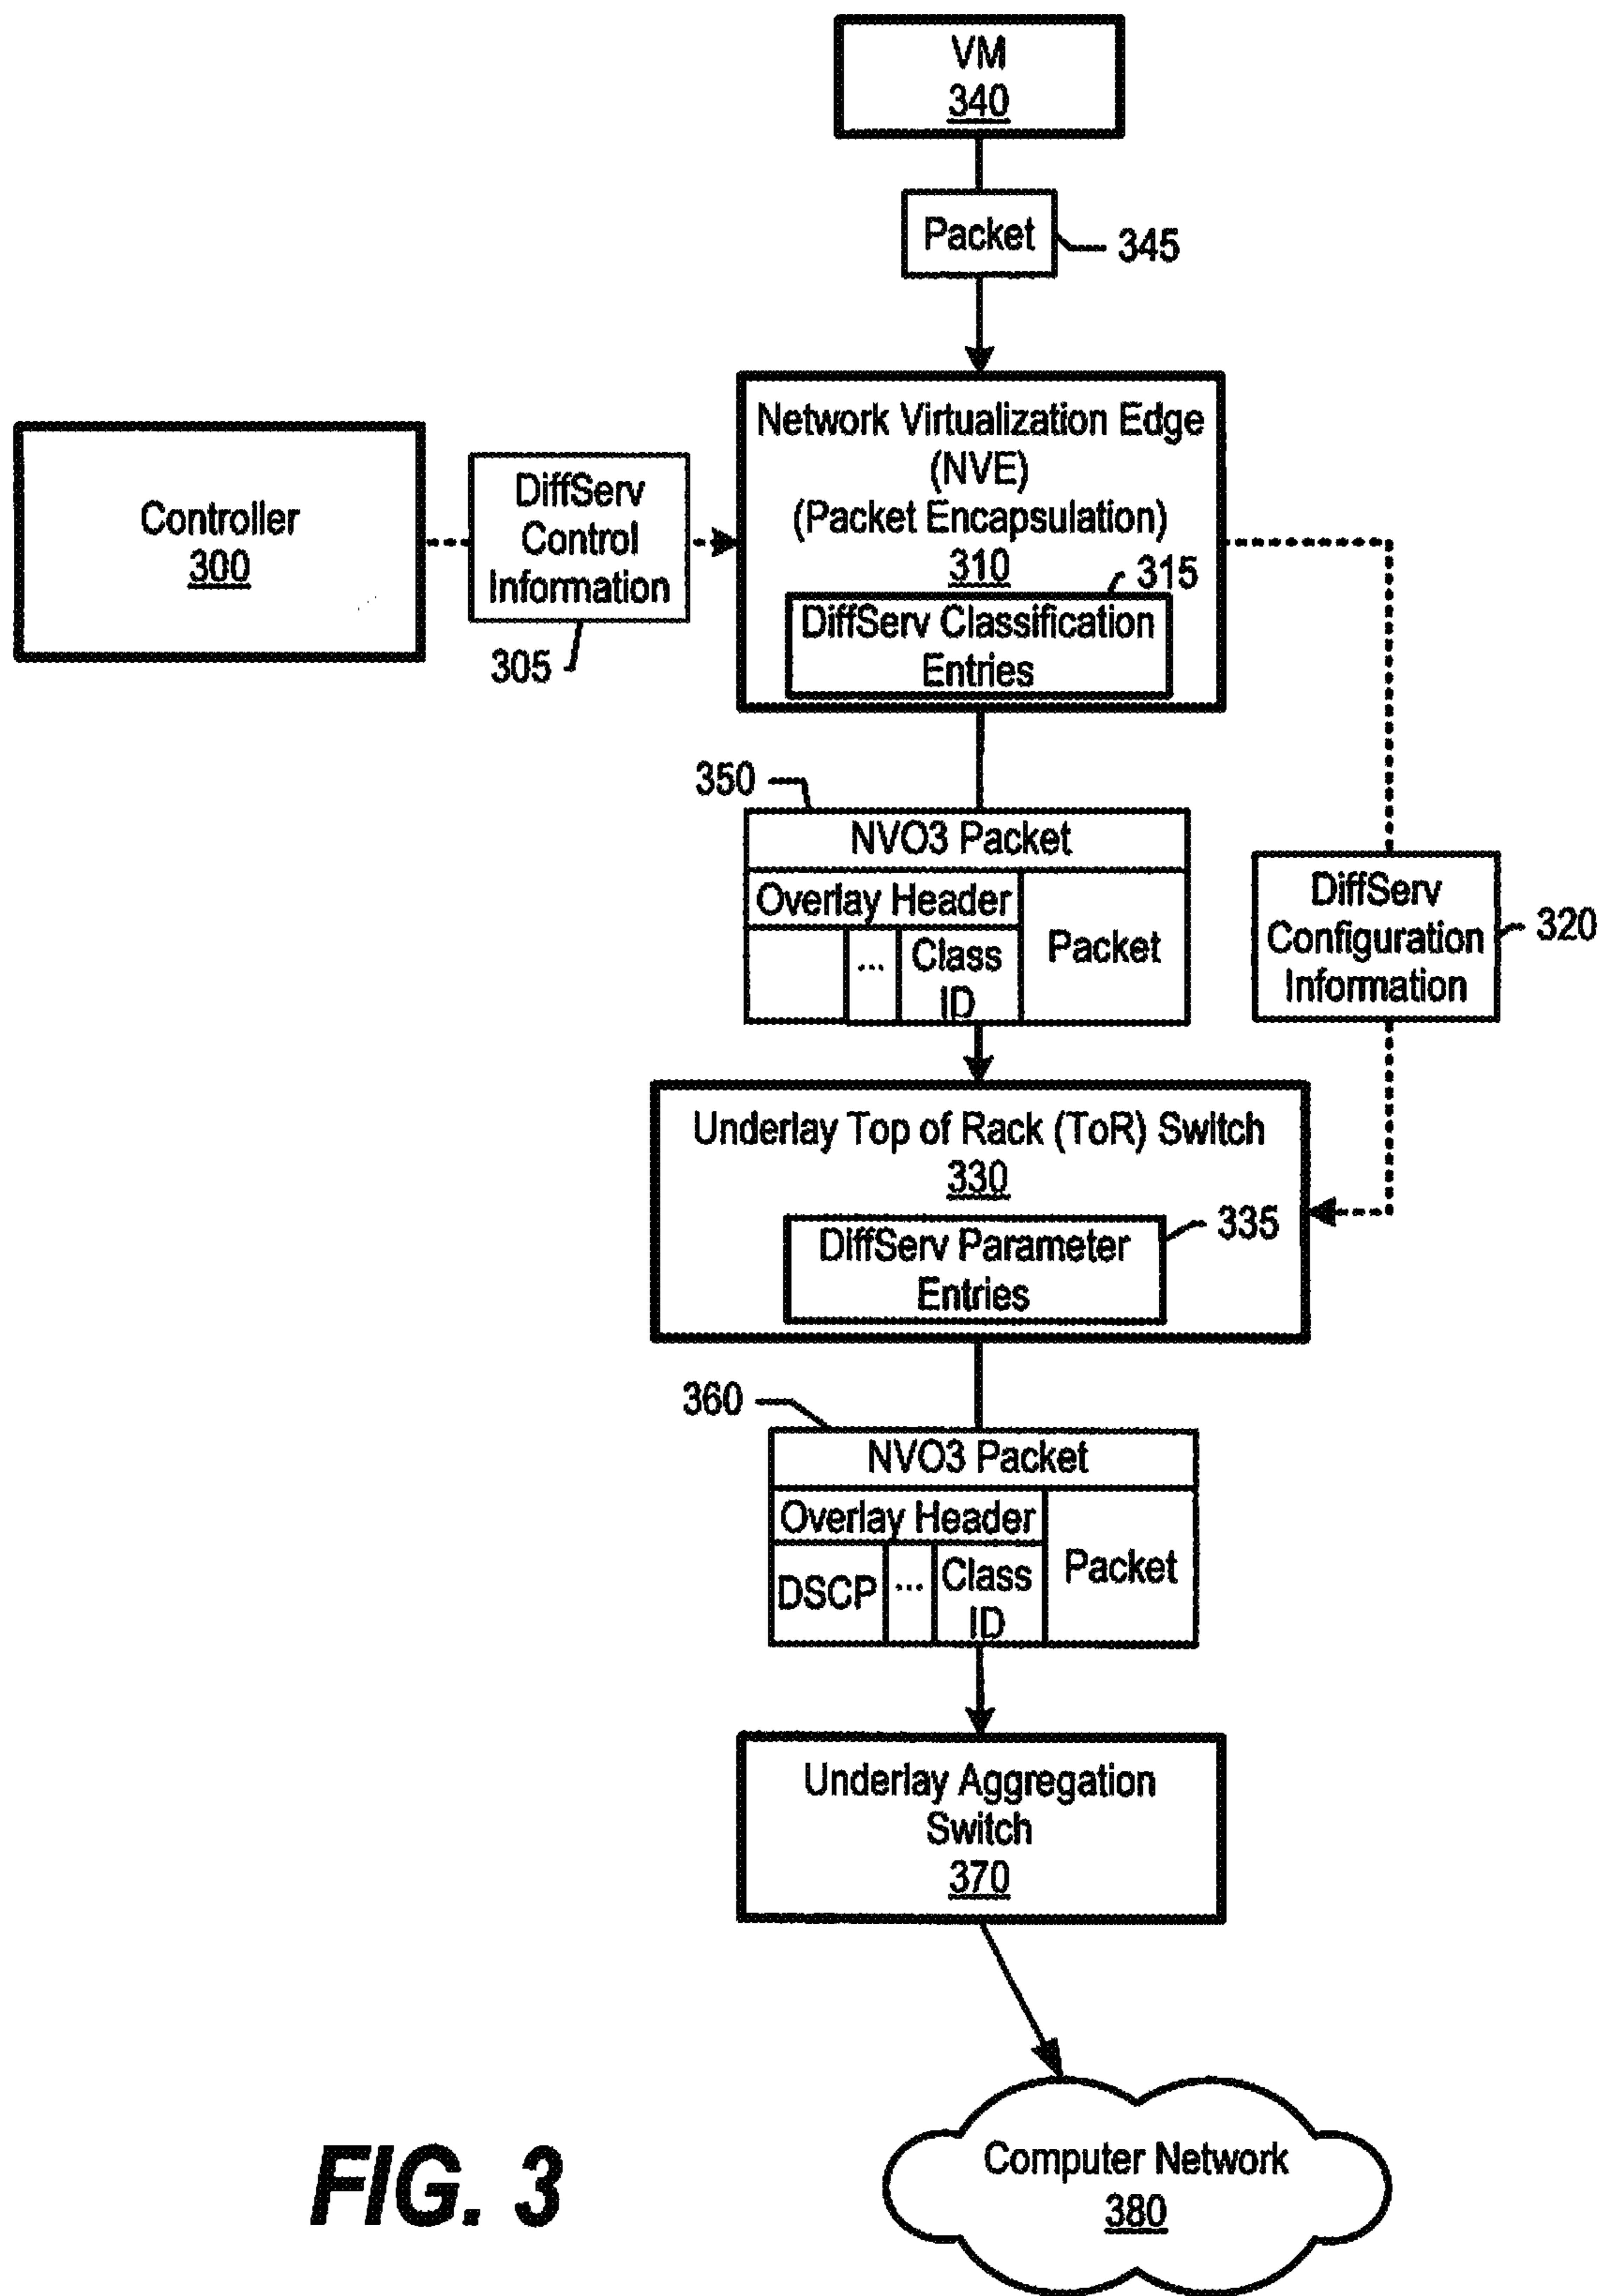 VM
340
Packet
345
Network Virtualization Edge
(NVE)
(Packet Encapsulation)
310
315
DiffServ Classification
Entries
Controller
300
DiffServ
Control
Information
305
350
NVO3 Packet
Overlay Header
...
Class
ID
Packet
DiffServ
Configuration
Information
320
Underlay Top of Rack (ToR) Switch
330
335
DiffServ Parameter
Entries
360
NVO3 Packet
Overlay Header
DSCP
...
Class
ID
Packet
Underlay Aggregation
Switch
370
Computer Network
380
FIG. 3